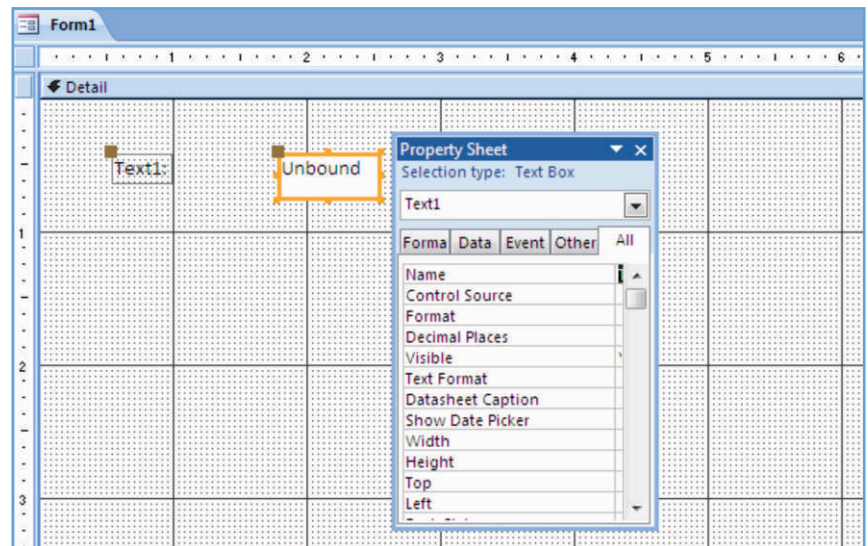 Form1
1 2 3 4 5 6
Detail
Text1:
Unbound
Property Sheet
Selection type: Text Box
Text1
Forma Data Event Other All
Name
Control Source
Format
Decimal Places
Visible
Text Format
Datasheet Caption
Show Date Picker
Width
Height
Top
Left
1
2
3